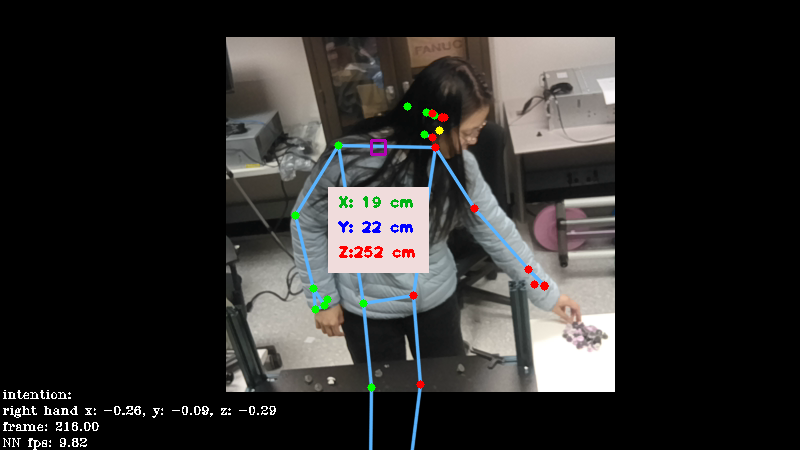 FANUC
X: 19 cm
Y: 22 cm
Z:252 cm
intention:
right hand x: −0.26, y: −0.09, z: −0.29
frame: 216.00
NN fps: 9.82